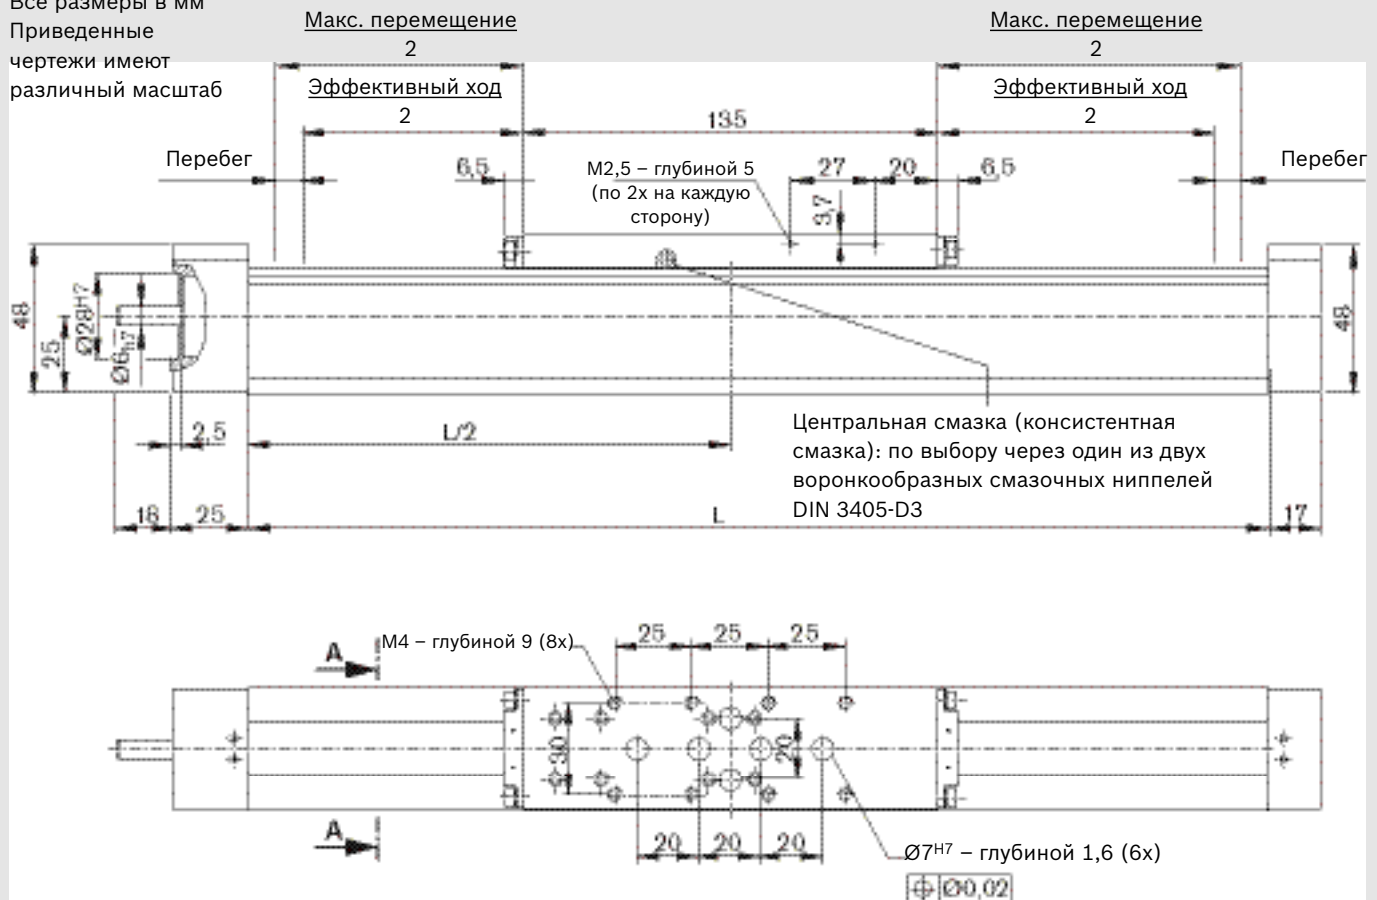 Все размеры в мм
Приведенные
чертежи имеют
различный масштаб
Макс. перемещение
2
Макс. перемещение
2
Эффективный ход
2
Эффективный ход
2
135
Перебег
Перебег
6,5
M2,5 – глубиной 5
(по 2x на каждую
сторону)
27
20
6,5
3,7
48
25
Ø28H7
Ø6h7
48
2,5
L/2
Центральная смазка (консистентная
смазка): по выбору через один из двух
воронкообразных смазочных ниппелей
DIN 3405-D3
18
25
L
17
A
M4 – глубиной 9 (8x)
25
25
25
30
20
A
20
20
20
Ø7H7 – глубиной 1,6 (6x)
Ø0,02